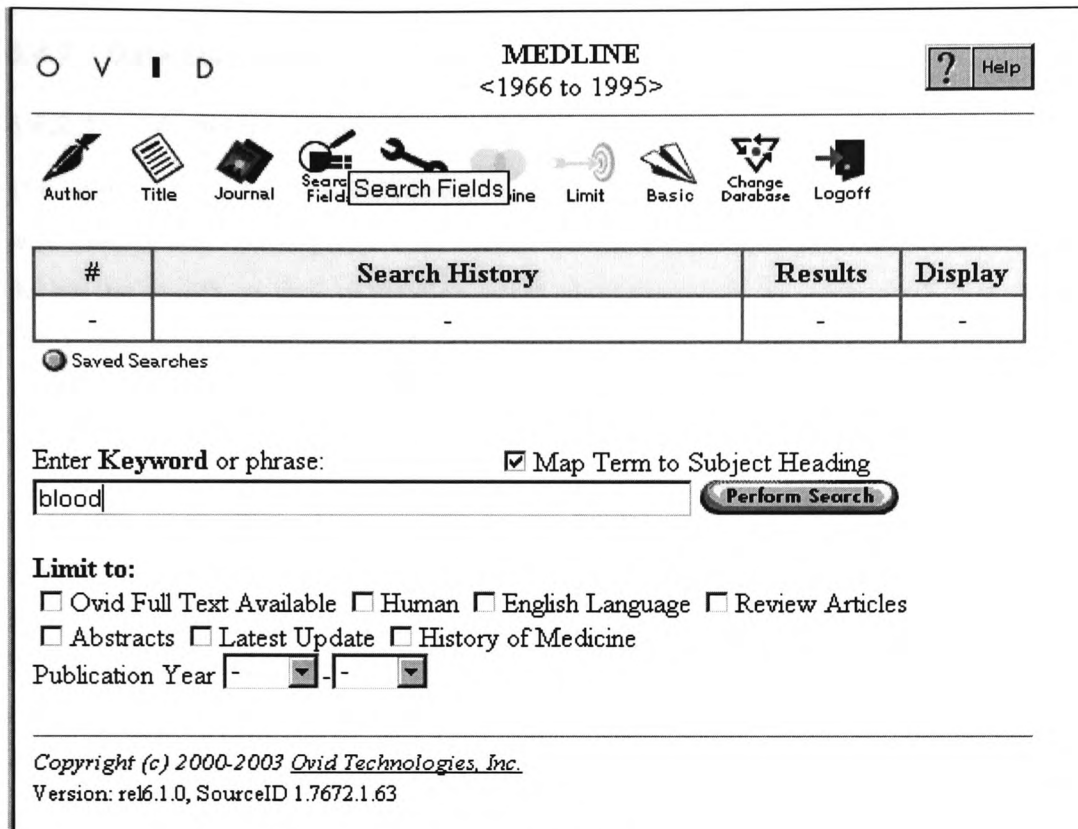 O V I D
MEDLINE
<1966 to 1995>
? Help
Author Title Journal Search Fields Search Fields Limit Basic Change Database Logoff
# Search History Results Display
- - - -
Saved Searches
Enter Keyword or phrase: Map Term to Subject Heading
blood Perform Search
Limit to:
Ovid Full Text Available Human English Language Review Articles
Abstracts Latest Update History of Medicine
Publication Year - - -
Copyright (c) 2000-2003 Ovid Technologies, Inc.
Version: rel6.1.0, SourceID 1.7672.1.63